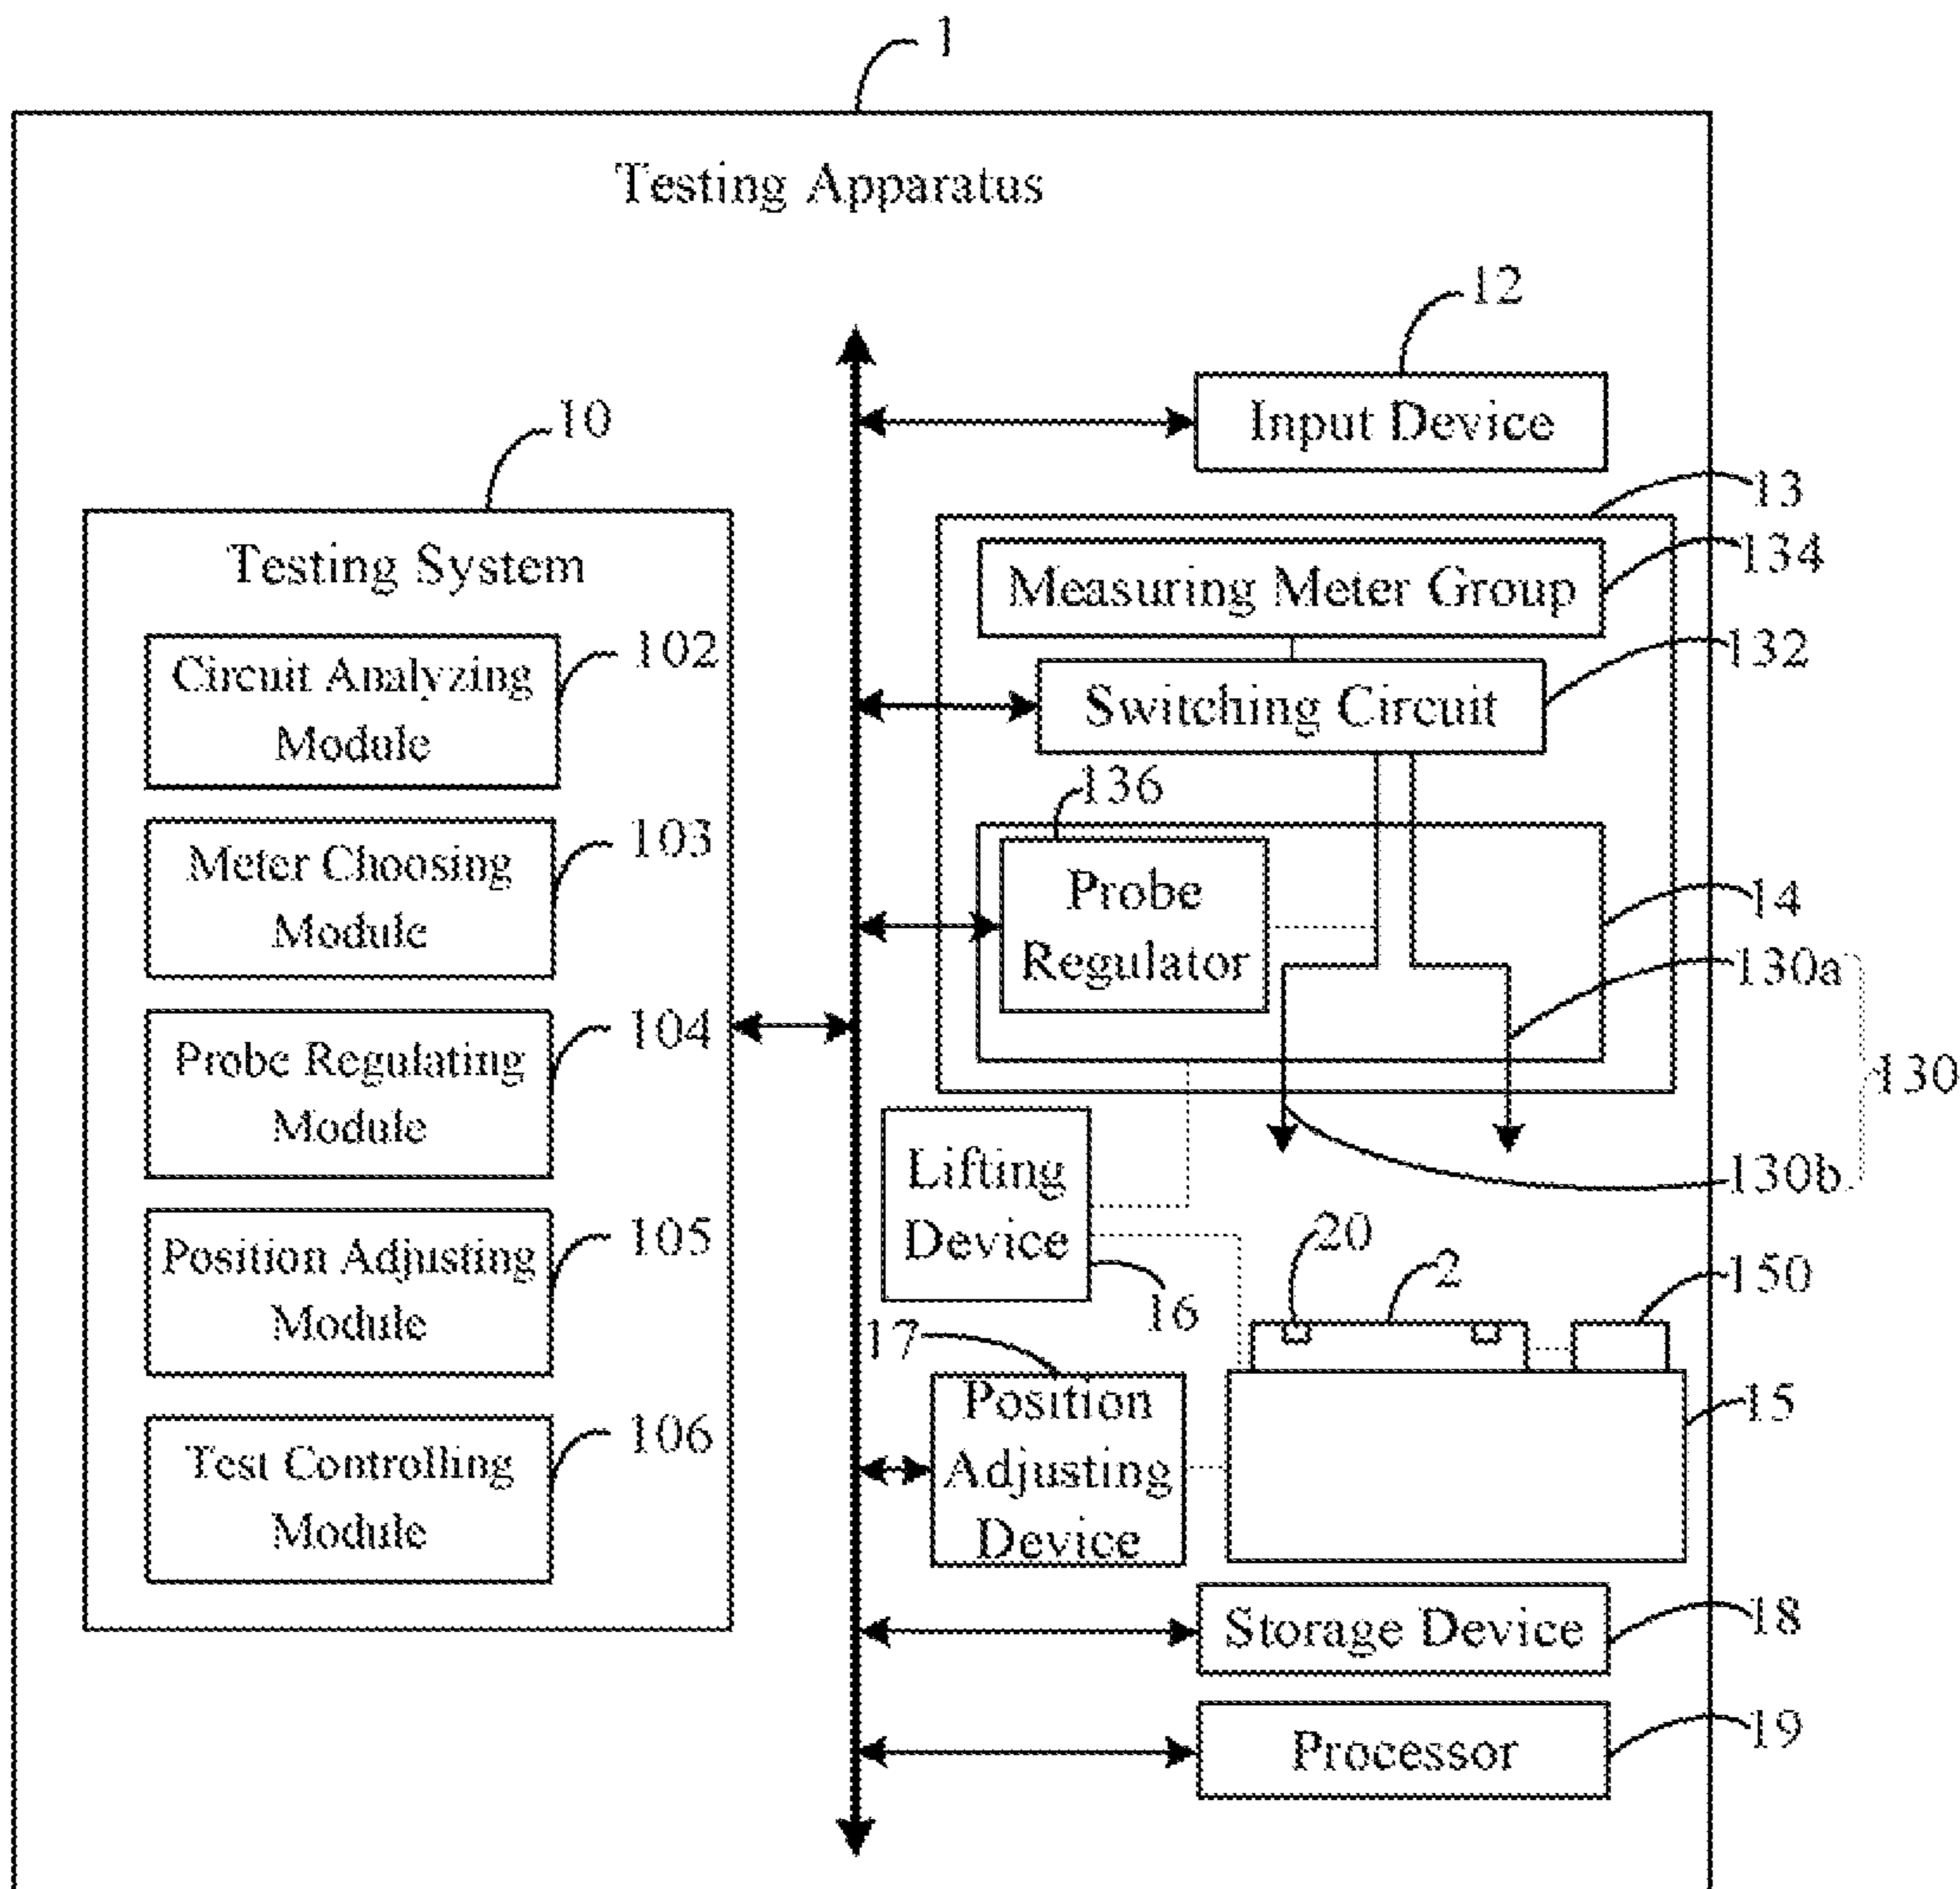 1
Testing Apparatus
12
Input Device
10
Testing System
102
Circuit Analyzing
Module
103
Meter Choosing
Module
104
Probe Regulating
Module
105
Position Adjusting
Module
106
Test Controlling
Module
13
Measuring Meter Group
134
132
Switching Circuit
136
Probe
Regulator
14
130a
130
130b
Lifting
Device
16
20
2
150
17
Position
Adjusting
Device
15
Storage Device
18
Processor
19